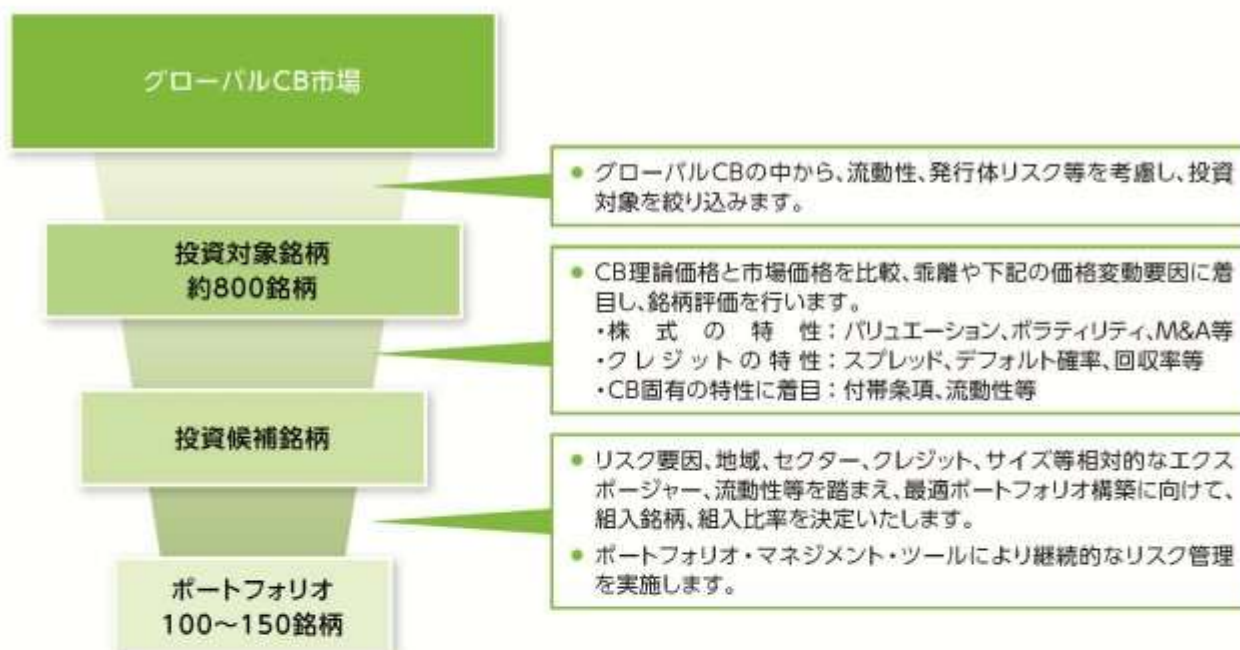 グローバルCB市場
● グローバルCBの中から、流動性、発行体リスク等を考慮し、投資
対象を絞り込みます。
投資対象銘柄
約800銘柄
● CB理論価格と市場価格を比較、乖離や下記の価格変動要因に着
目し、銘柄評価を行います。
・株式の特性：バリュエーション、ボラティリティ、M&A等
・クレジットの特性：スプレッド、デフォルト確率、回収率等
・CB固有の特性に着目：付帯条項、流動性等
投資候補銘柄
● リスク要因、地域、セクター、クレジット、サイズ等相対的なエクス
ポージャー、流動性等を踏まえ、最適ポートフォリオ構築に向けて、
組入銘柄、組入比率を決定いたします。
● ポートフォリオ・マネジメント・ツールにより継続的なリスク管理
を実施します。
ポートフォリオ
100〜150銘柄